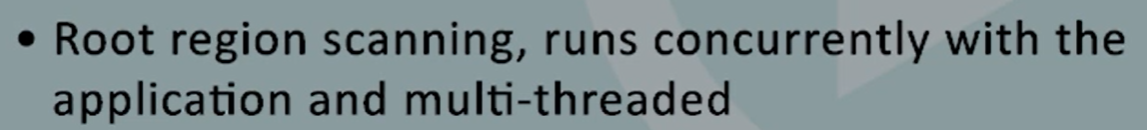 • Root region scanning, runs concurrently with the
application and multi-threaded